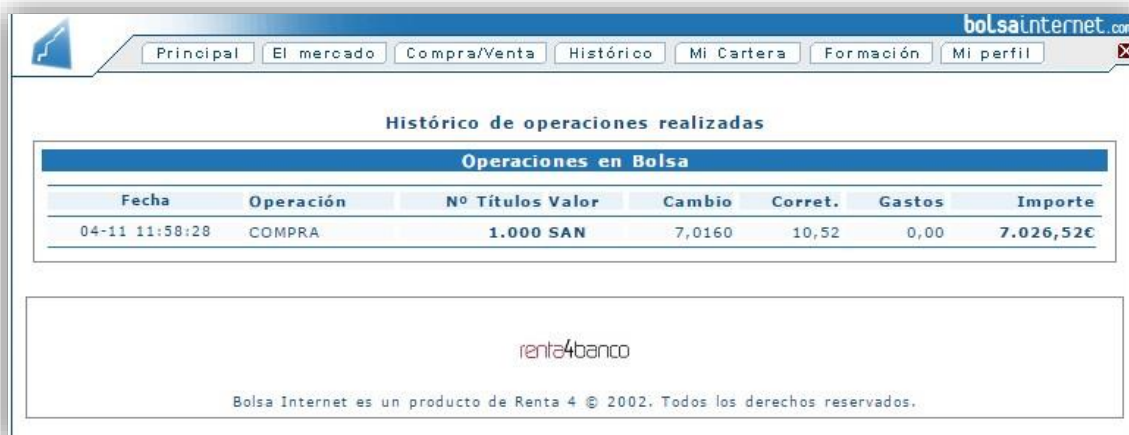 bolsainternet.com
Principal El mercado Compra/Venta Histórico Mi Cartera Formación Mi perfil
Histórico de operaciones realizadas
Operaciones en Bolsa
Fecha Operación Nº Títulos Valor Cambio Corret. Gastos Importe
04-11 11:58:28 COMPRA 1.000 SAN 7,0160 10,52 0,00 7.026,52€
renta4banco
Bolsa Internet es un producto de Renta 4 © 2002. Todos los derechos reservados.